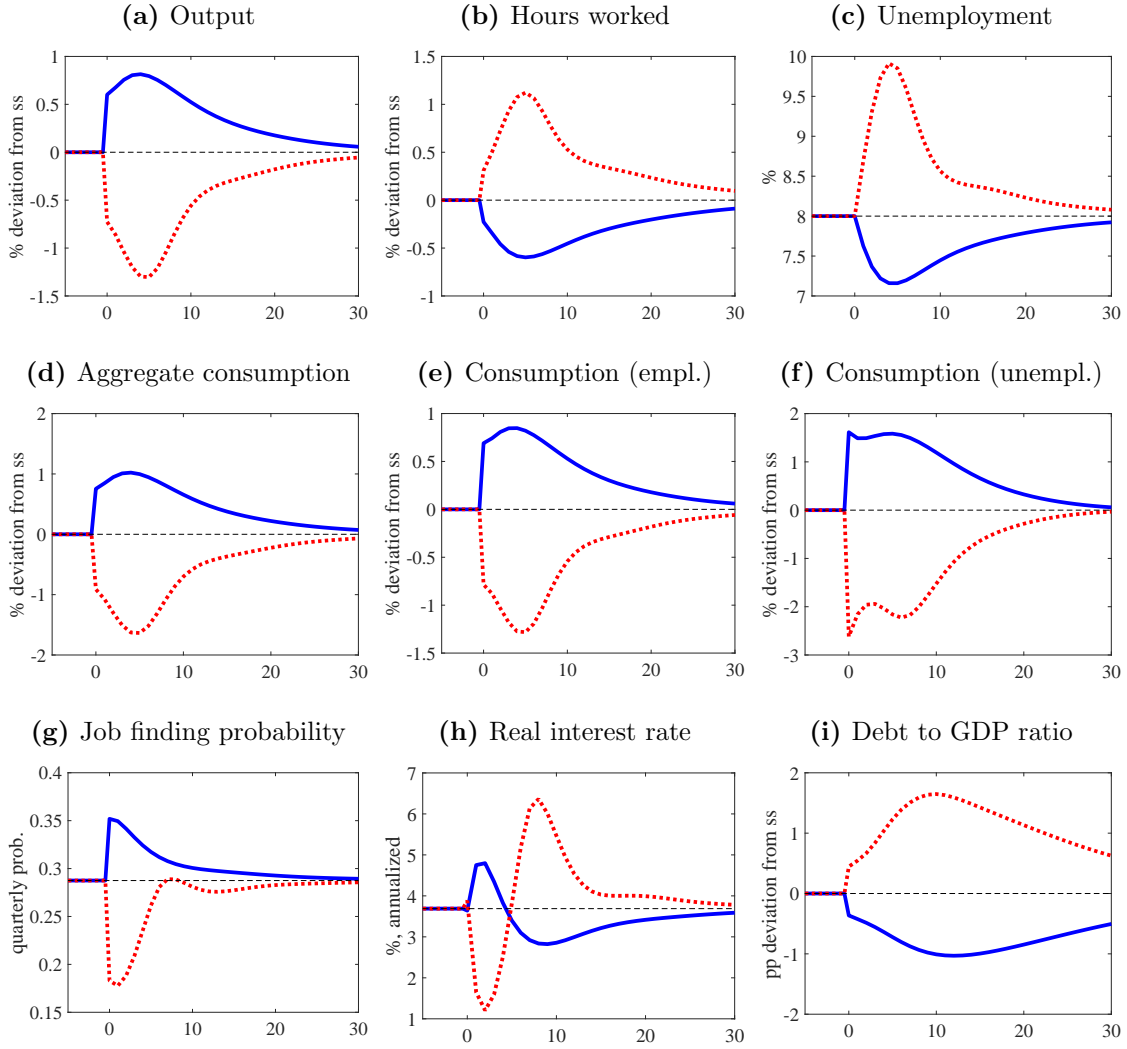 (a) Output
(b) Hours worked
(c) Unemployment
% deviation from ss
1
0.5
0
-0.5
-1
-1.5
0 10 20 30
% deviation from ss
1.5
1
0.5
0
-0.5
-1
0 10 20 30
%
10
9.5
9
8.5
8
7.5
7
0 10 20 30
(d) Aggregate consumption
(e) Consumption (empl.)
(f) Consumption (unempl.)
% deviation from ss
2
1
0
-1
-2
0 10 20 30
% deviation from ss
1
0.5
0
-0.5
-1
-1.5
0 10 20 30
% deviation from ss
2
1
0
-1
-2
-3
0 10 20 30
(g) Job finding probability
(h) Real interest rate
(i) Debt to GDP ratio
quarterly prob.
0.4
0.35
0.3
0.25
0.2
0.15
0 10 20 30
%, annualized
7
6
5
4
3
2
1
0 10 20 30
pp deviation from ss
2
1
0
-1
-2
0 10 20 30